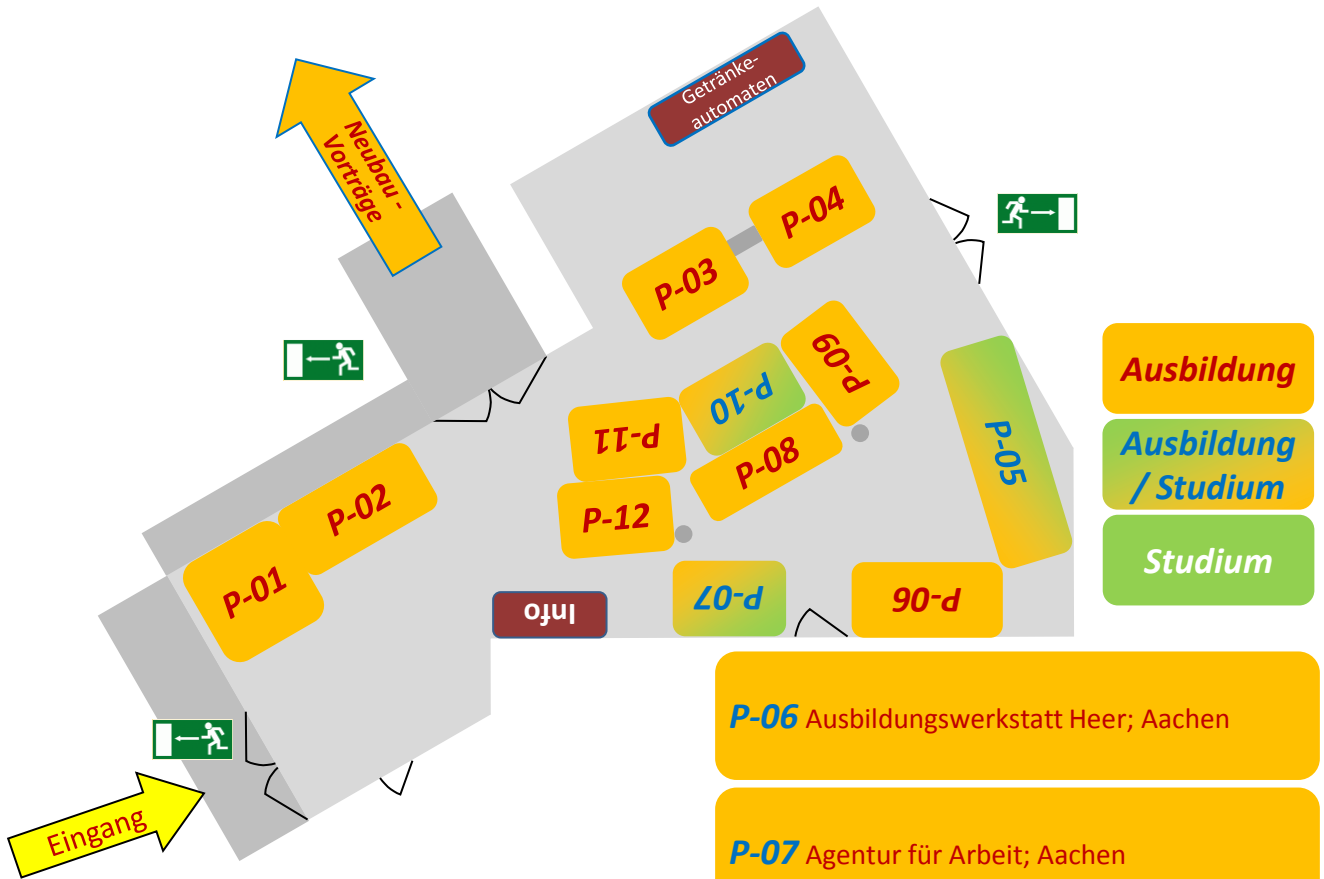 Getränke-
automaten
Neubau -
Vorträge
P-04
P-03
P-09
P-10
P-11
P-08
P-05
P-02
P-12
P-01
P-07
P-06
Info
Eingang
Ausbildung
Ausbildung
/ Studium
Studium
P-06 Ausbildungswerkstatt Heer; Aachen
P-07 Agentur für Arbeit; Aachen